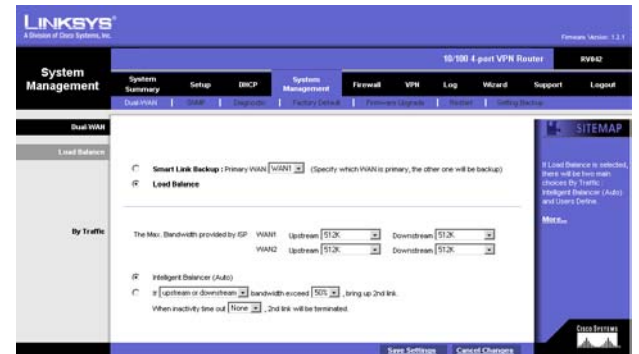 LINKSYS®
A Division of Cisco Systems, Inc.
Firmware Version: 1.2.1
10/100 4-port VPN Router
RV042
System Management
System Summary
Setup
DHCP
System Management
Firewall
VPN
Log
Wizard
Support
Logout
Dual-WAN | SNMP | Diagnostic | Factory Default | Firmware Upgrade | Restart | Setting Backup
Dual-WAN
SITEMAP
Load Balance
Smart Link Backup : Primary WAN WAN1 (Specify which WAN is primary, the other one will be backup)
Load Balance
If Load Balance is selected,
there will be two main
choices By Traffic :
Intelligent Balancer (Auto)
and Users Define.
More...
By Traffic
The Max. Bandwidth provided by ISP WAN1 Upstream 512K Downstream 512K
WAN2 Upstream 512K Downstream 512K
Intelligent Balancer (Auto)
If upstream or downstream bandwidth exceed 50% , bring up 2nd link.
When inactivity time out None , 2nd link will be terminated.
Save Settings
Cancel Changes
CISCO SYSTEMS